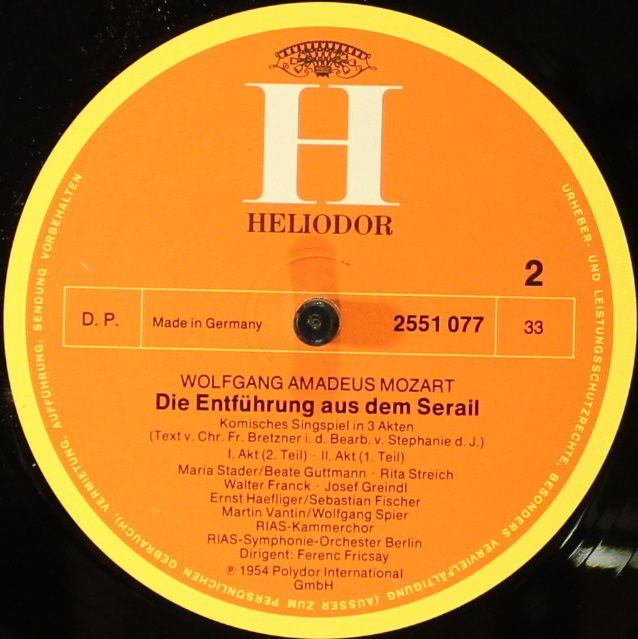 H
HELIODOR
2
D. P.
Made in Germany
2551 077
33
WOLFGANG AMADEUS MOZART
Die Entführung aus dem Serail
Komisches Singspiel in 3 Akten
(Text v. Chr. Fr. Bretzner i. d. Bearb. v. Stephanie d. J.)
I. Akt (2. Teil) · II. Akt (1. Teil)
Maria Stader/Beate Guttmann · Rita Streich
Walter Franck · Josef Greindl
Ernst Haefliger/Sebastian Fischer
Martin Vantin/Wolfgang Spier
RIAS-Kammerchor
RIAS-Symphonie-Orchester Berlin
Dirigent: Ferenc Fricsay
℗ 1954 Polydor International
GmbH
URHEBER- UND LEISTUNGSSCHUTZRECHTE, BESONDERS VERVIELFÄLTIGUNG (AUSSER ZUM PERSÖNLICHEN GEBRAUCH), VERMIETUNG, AUFFÜHRUNG, SENDUNG VORBEHALTEN